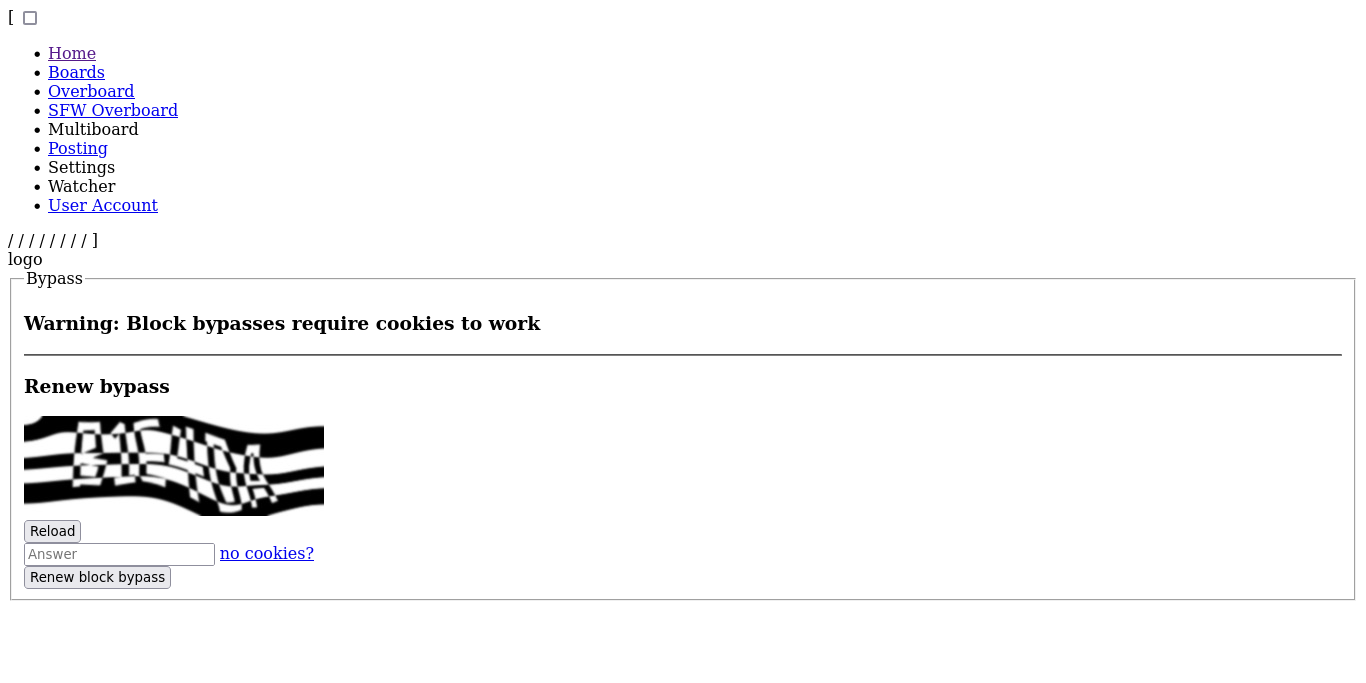 [
Home
Boards
Overboard
SFW Overboard
Multiboard
Posting
Settings
Watcher
User Account
/ / / / / / / / ]
logo
Bypass
Warning: Block bypasses require cookies to work
Renew bypass
Reload
Answer no cookies?
Renew block bypass